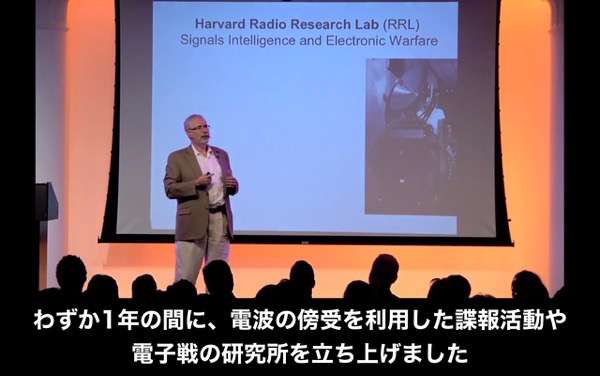 Harvard Radio Research Lab (RRL)
Signals Intelligence and Electronic Warfare
わずか1年の間に、電波の傍受を利用した諜報活動や
電子戦の研究所を立ち上げました